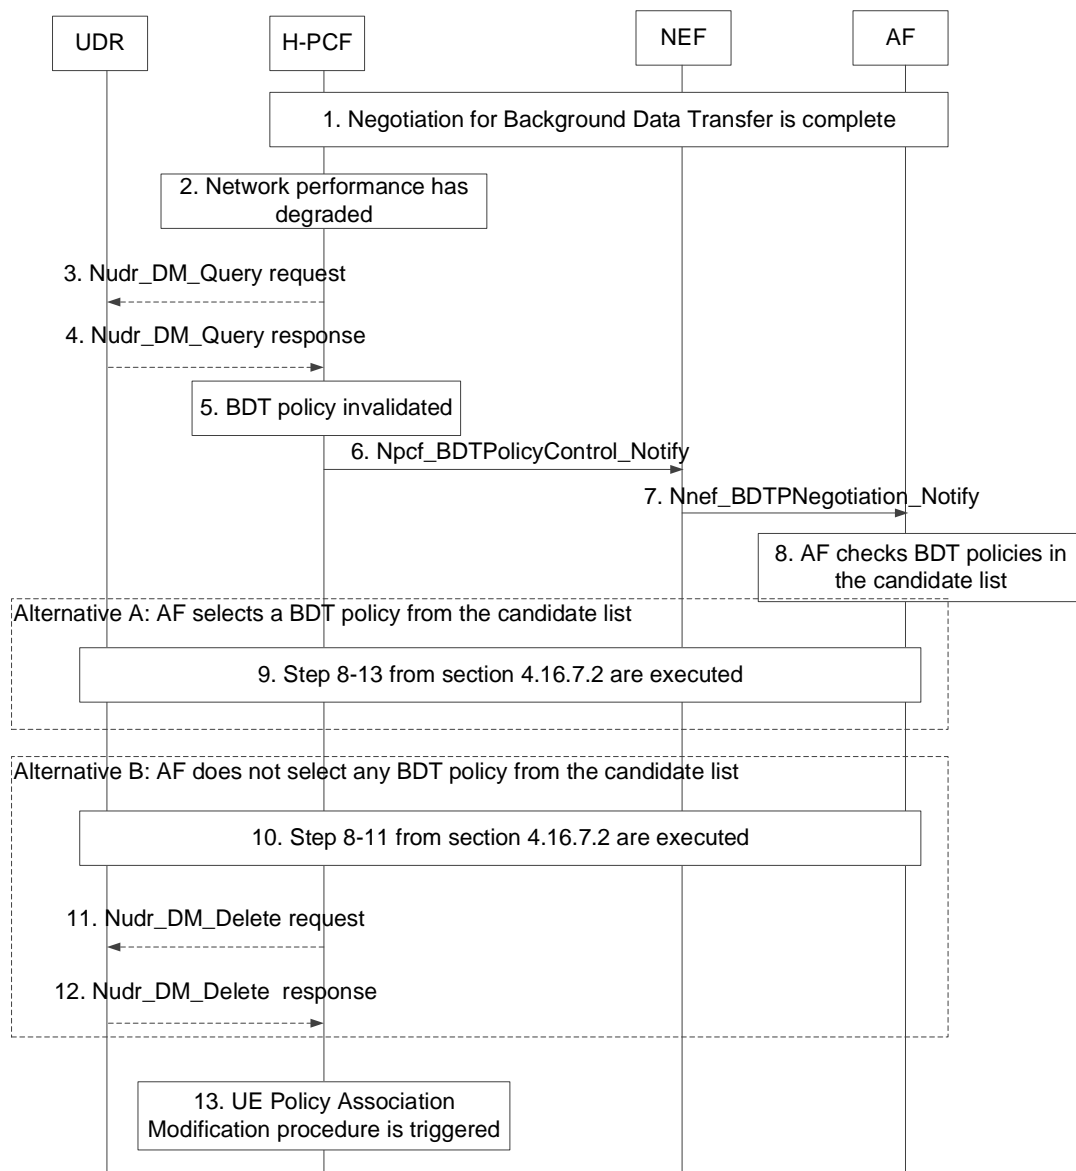 UDR
H-PCF
NEF
AF
1. Negotiation for Background Data Transfer is complete
2. Network performance has
degraded
3. Nudr_DM_Query request
4. Nudr_DM_Query response
5. BDT policy invalidated
6. Npcf_BDTPolicyControl_Notify
7. Nnef_BDTPNegotiation_Notify
8. AF checks BDT policies in
the candidate list
Alternative A: AF selects a BDT policy from the candidate list
9. Step 8-13 from section 4.16.7.2 are executed
Alternative B: AF does not select any BDT policy from the candidate list
10. Step 8-11 from section 4.16.7.2 are executed
11. Nudr_DM_Delete request
12. Nudr_DM_Delete  response
13. UE Policy Association
Modification procedure is triggered